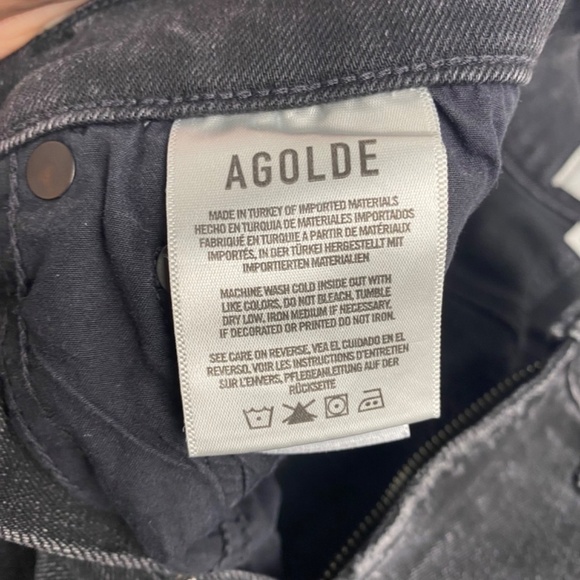 AGOLDE
MADE IN TURKEY OF IMPORTED MATERIALS
HECHO EN TURQUIA DE MATERIALES IMPORTADOS
FABRIQUÉ EN TURQUIE A PARTIR DE MATÉRIAUX
IMPORTÉS, IN DER TÜRKEI HERGESTELLT MIT
IMPORTIERTEN MATERIALIEN
MACHINE WASH COLD INSIDE OUT WITH
LIKE COLORS, DO NOT BLEACH, TUMBLE
DRY LOW, IRON MEDIUM IF NECESSARY.
IF DECORATED OR PRINTED DO NOT IRON.
SEE CARE ON REVERSE, VEA EL CUIDADO EN EL
REVERSO, VOIR LES INSTRUCTIONS D'ENTRETIEN
SUR L'ENVERS, PFLEGEANLEITUNG AUF DER
RÜCKSEITE